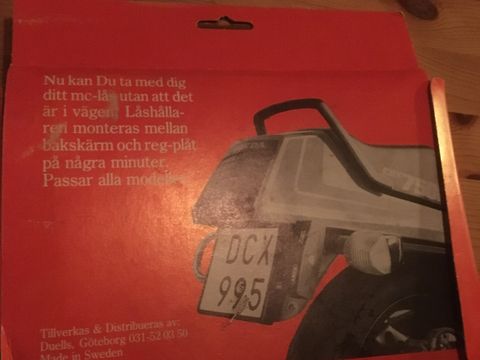 Nu kan Du ta med dig
ditt mc-lås utan att det
är i vägen! Låshålla-
ren monteras mellan
bakskärm och reg-plåt
på några minuter.
Passar alla modeller
HONDA
DCX
995
Tillverkas & Distribueras av:
Duells, Göteborg 031-52 03 50
Made in Sweden